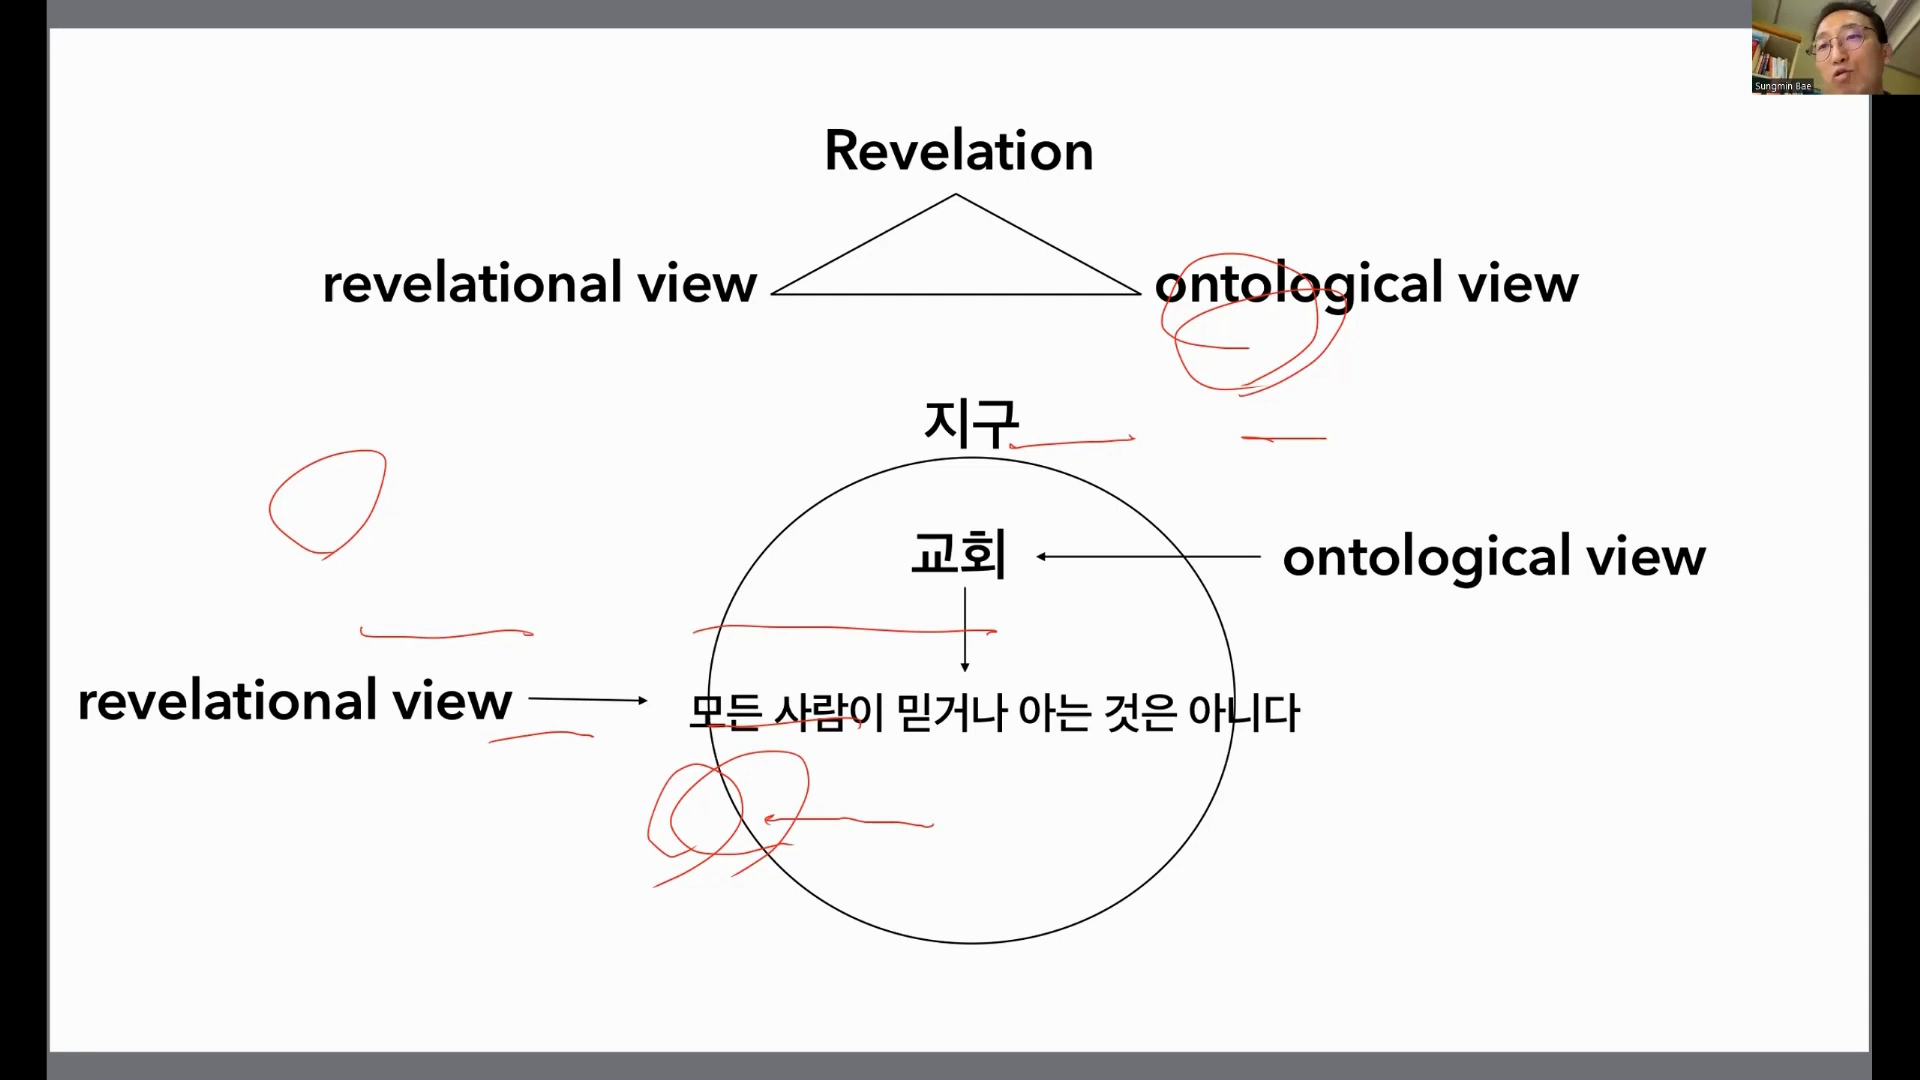 Sungmin Bae
Revelation
revelational view
ontological view
지구
교회
ontological view
revelational view
모든 사람이 믿거나 아는 것은 아니다